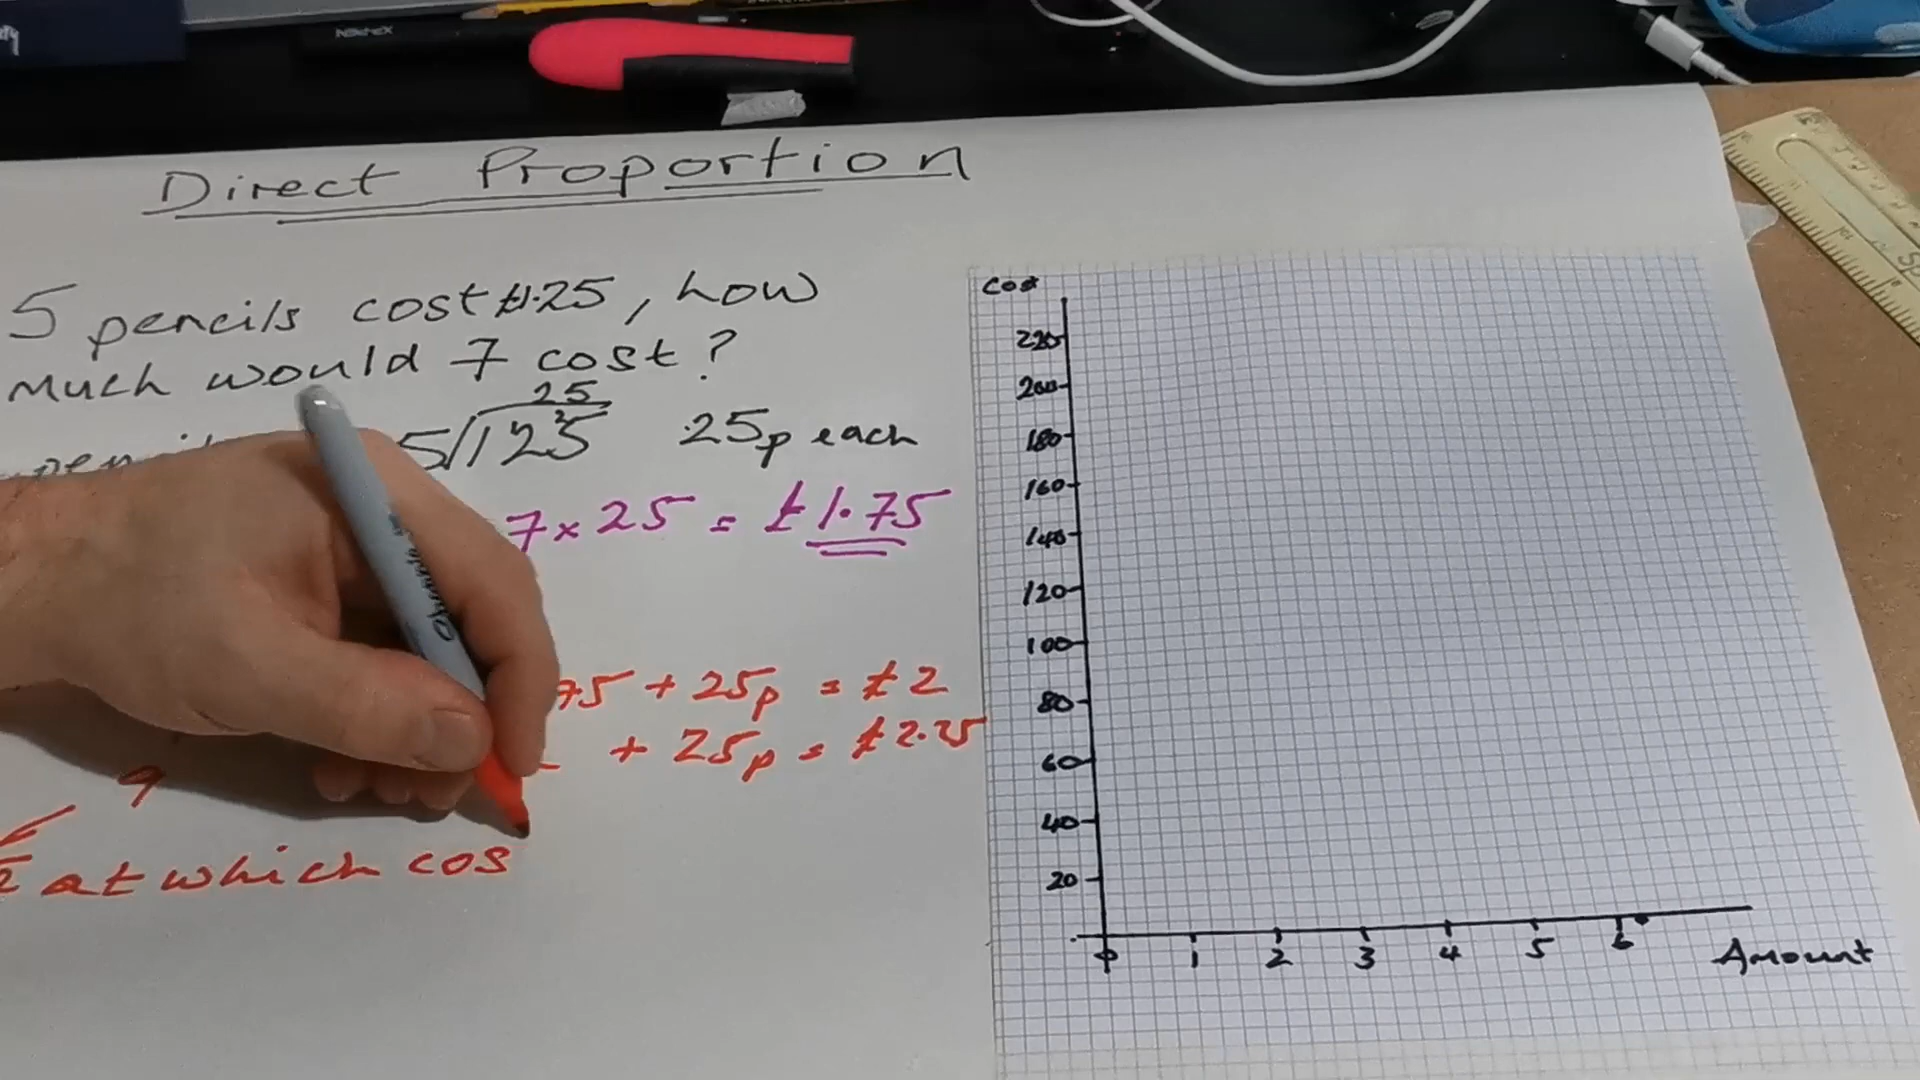 Direct Proportion
5 pencils cost £1.25, how
much would 7 cost?
25
5 125 25p each
7 x 25 = £1.75
75 + 25p = £2
+ 25p = £2.25
9
at which cos
Cost
220
200
180
160
140
120
100
80
60
40
20
0 1 2 3 4 5 6 Amount